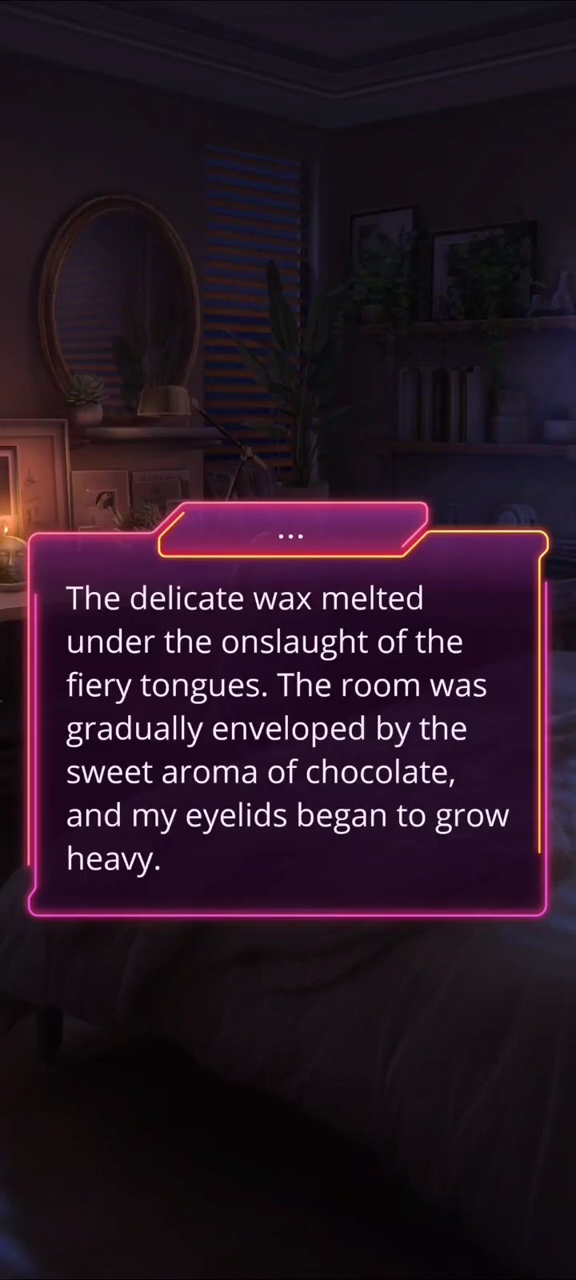 ...
The delicate wax melted
under the onslaught of the
fiery tongues. The room was
gradually enveloped by the
sweet aroma of chocolate,
and my eyelids began to grow
heavy.